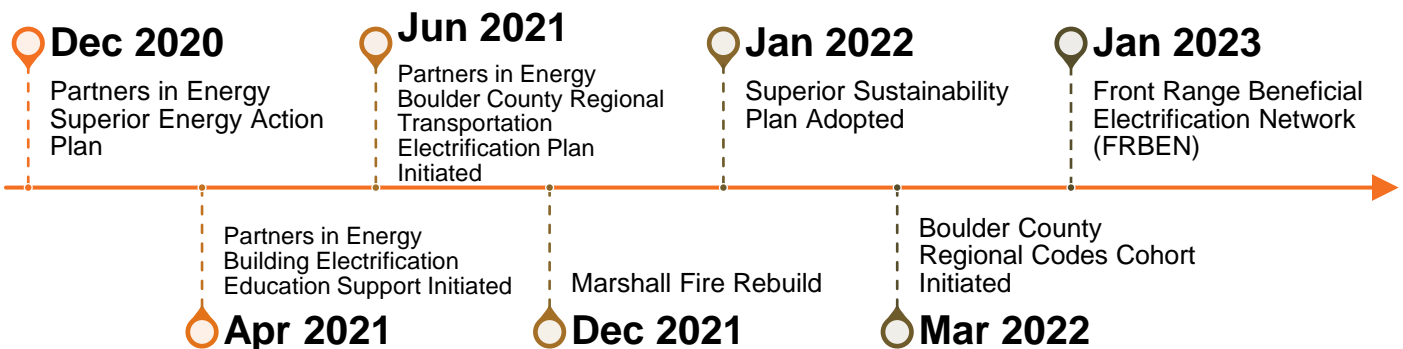 Dec 2020
Partners in Energy
Superior Energy Action
Plan
Jun 2021
Partners in Energy
Boulder County Regional
Transportation
Electrification Plan
Initiated
Jan 2022
Superior Sustainability
Plan Adopted
Jan 2023
Front Range Beneficial
Electrification Network
(FRBEN)
Partners in Energy
Building Electrification
Education Support Initiated
Apr 2021
Marshall Fire Rebuild
Dec 2021
Boulder County
Regional Codes Cohort
Initiated
Mar 2022